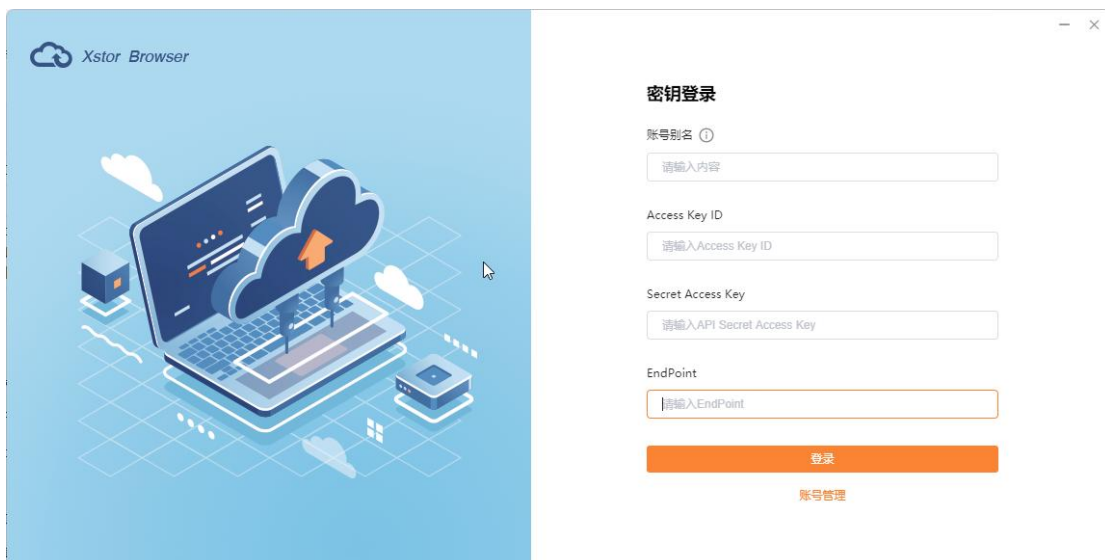 Xstor Browser
密钥登录
账号别名
请输入内容
Access Key ID
请输入Access Key ID
Secret Access Key
请输入API Secret Access Key
EndPoint
请输入EndPoint
登录
账号管理